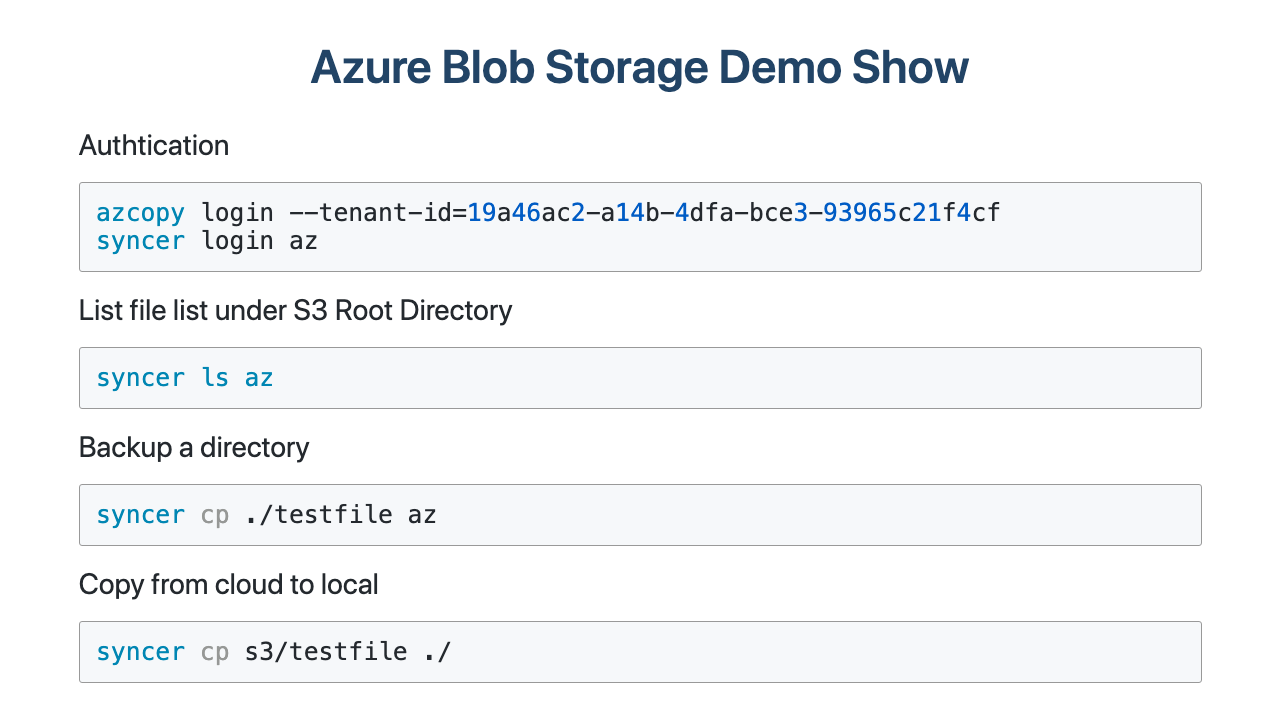 Azure Blob Storage Demo Show
Authtication
azcopy login --tenant-id=19a46ac2-a14b-4dfa-bce3-93965c21f4cf
syncer login az
List file list under S3 Root Directory
syncer ls az
Backup a directory
syncer cp ./testfile az
Copy from cloud to local
syncer cp s3/testfile ./